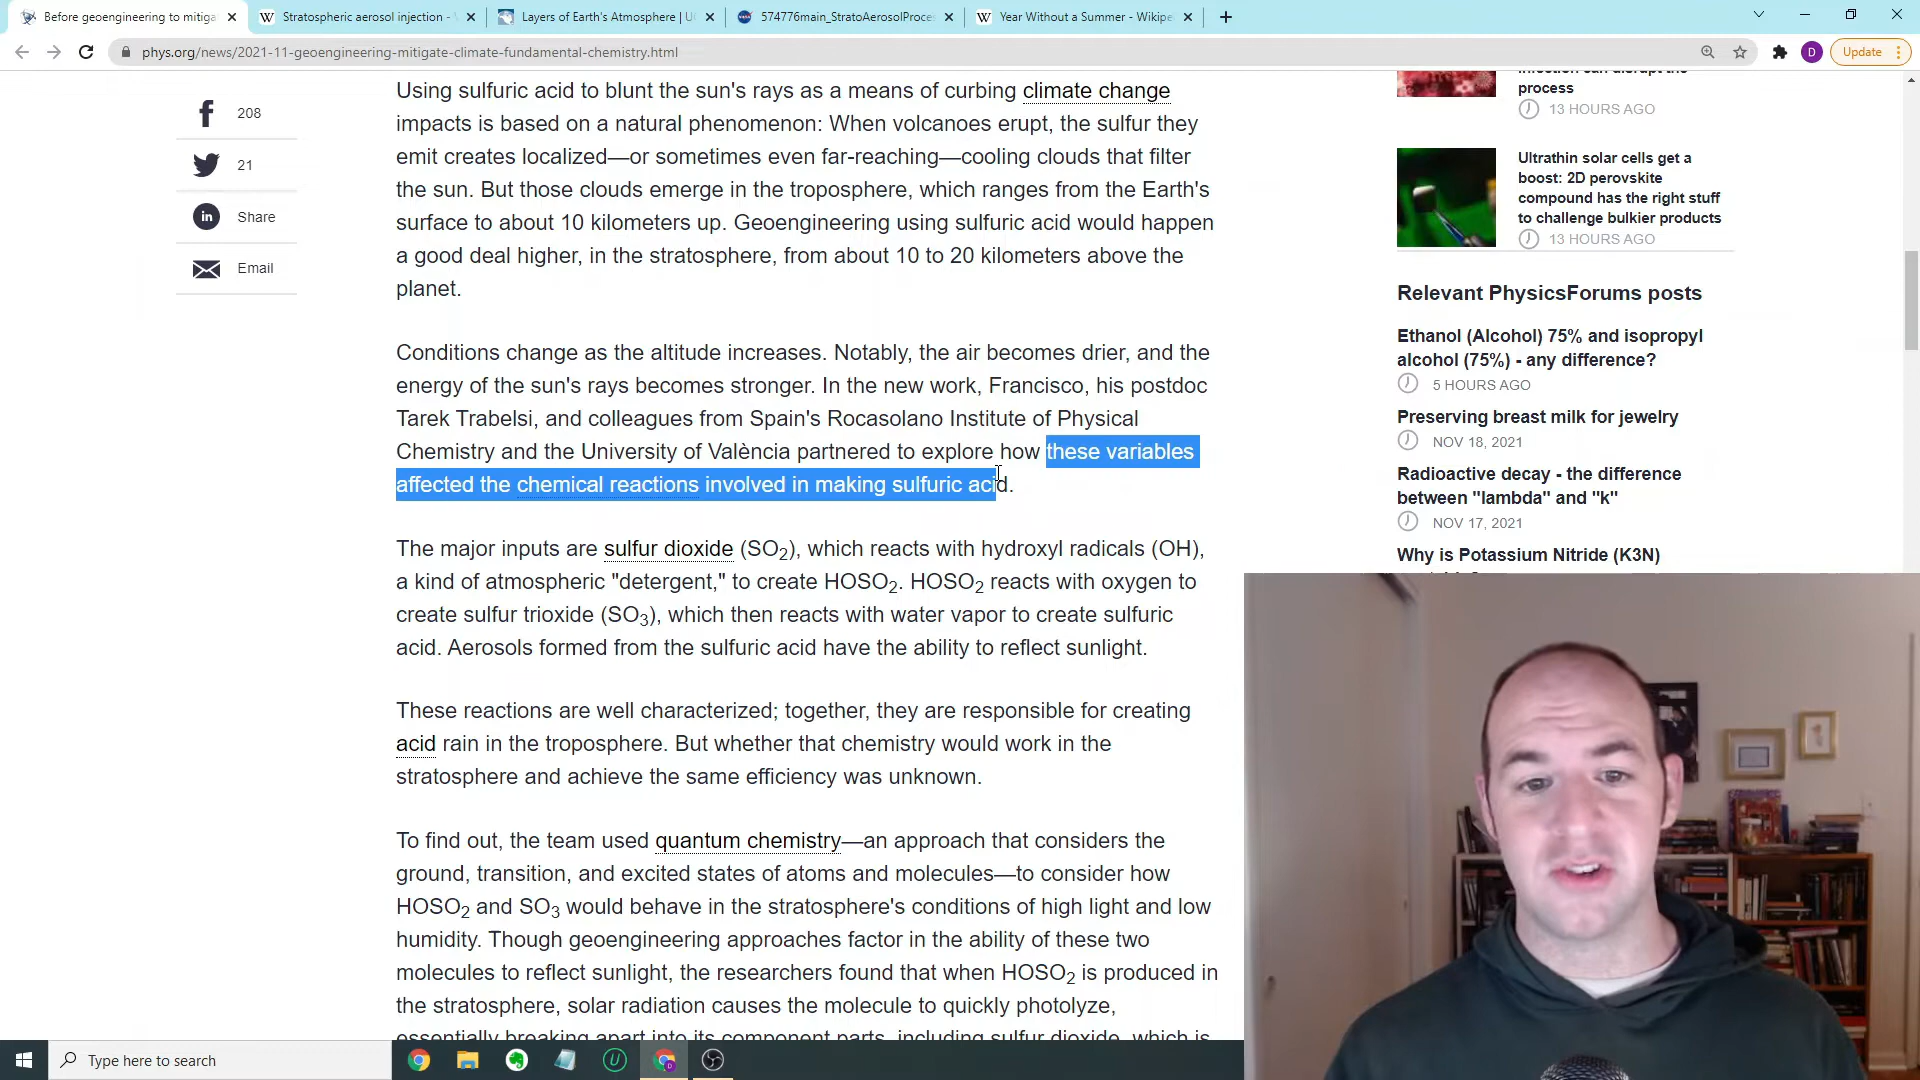 Before geoengineering to mitiga
Stratospheric aerosol injection - 
Layers of Earth's Atmosphere | U
574776main_StratoAerosolProce
Year Without a Summer - Wikipe
phys.org/news/2021-11-geoengineering-mitigate-climate-fundamental-chemistry.html
D
Update
208
21
in
Share
Email
Using sulfuric acid to blunt the sun's rays as a means of curbing climate change
impacts is based on a natural phenomenon: When volcanoes erupt, the sulfur they
emit creates localized—or sometimes even far-reaching—cooling clouds that filter
the sun. But those clouds emerge in the troposphere, which ranges from the Earth's
surface to about 10 kilometers up. Geoengineering using sulfuric acid would happen
a good deal higher, in the stratosphere, from about 10 to 20 kilometers above the
planet.
Conditions change as the altitude increases. Notably, the air becomes drier, and the
energy of the sun's rays becomes stronger. In the new work, Francisco, his postdoc
Tarek Trabelsi, and colleagues from Spain's Rocasolano Institute of Physical
Chemistry and the University of València partnered to explore how these variables
affected the chemical reactions involved in making sulfuric acid.
The major inputs are sulfur dioxide (SO2), which reacts with hydroxyl radicals (OH),
a kind of atmospheric "detergent," to create HOSO2. HOSO2 reacts with oxygen to
create sulfur trioxide (SO3), which then reacts with water vapor to create sulfuric
acid. Aerosols formed from the sulfuric acid have the ability to reflect sunlight.
These reactions are well characterized; together, they are responsible for creating
acid rain in the troposphere. But whether that chemistry would work in the
stratosphere and achieve the same efficiency was unknown.
To find out, the team used quantum chemistry—an approach that considers the
ground, transition, and excited states of atoms and molecules—to consider how
HOSO2 and SO3 would behave in the stratosphere's conditions of high light and low
humidity. Though geoengineering approaches factor in the ability of these two
molecules to reflect sunlight, the researchers found that when HOSO2 is produced in
the stratosphere, solar radiation causes the molecule to quickly photolyze,
essentially breaking apart into its component parts, including sulfur dioxide, which is
infection can disrupt the
process
13 HOURS AGO
Ultrathin solar cells get a
boost: 2D perovskite
compound has the right stuff
to challenge bulkier products
13 HOURS AGO
Relevant PhysicsForums posts
Ethanol (Alcohol) 75% and isopropyl
alcohol (75%) - any difference?
5 HOURS AGO
Preserving breast milk for jewelry
NOV 18, 2021
Radioactive decay - the difference
between "lambda" and "k"
NOV 17, 2021
Why is Potassium Nitride (K3N)
Type here to search